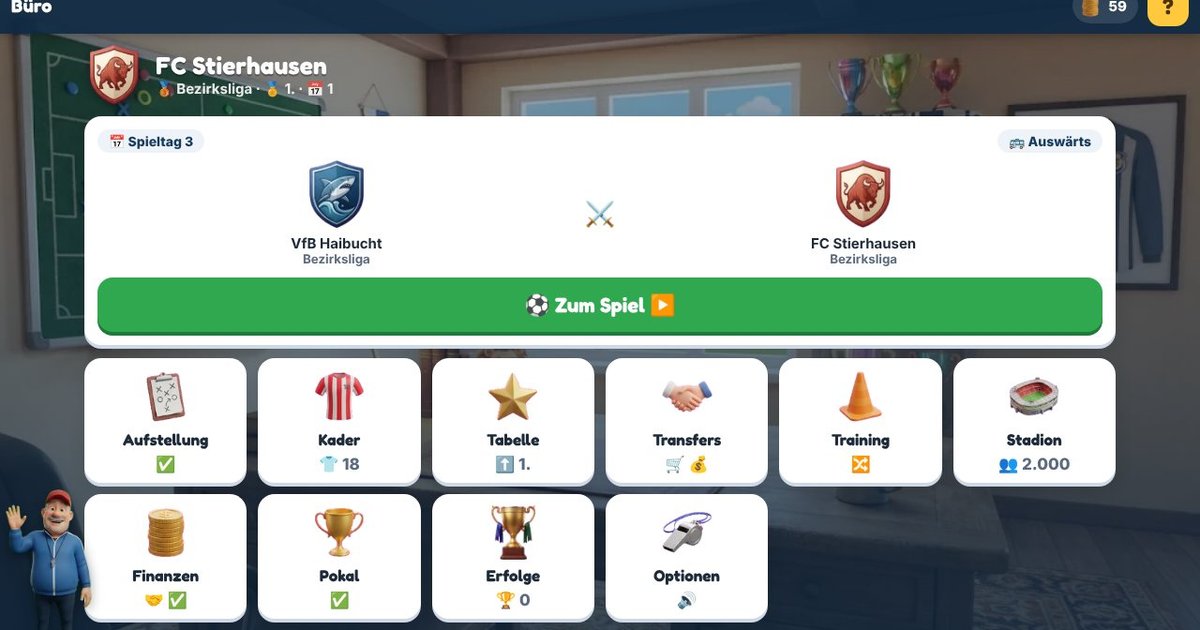 Büro
59
?
FC Stierhausen
Bezirksliga · 1. · 1
Spieltag 3
Auswärts
VfB Haibucht
Bezirksliga
FC Stierhausen
Bezirksliga
Zum Spiel
Aufstellung
Kader
18
Tabelle
1.
Transfers
Training
Stadion
2.000
Finanzen
Pokal
Erfolge
0
Optionen